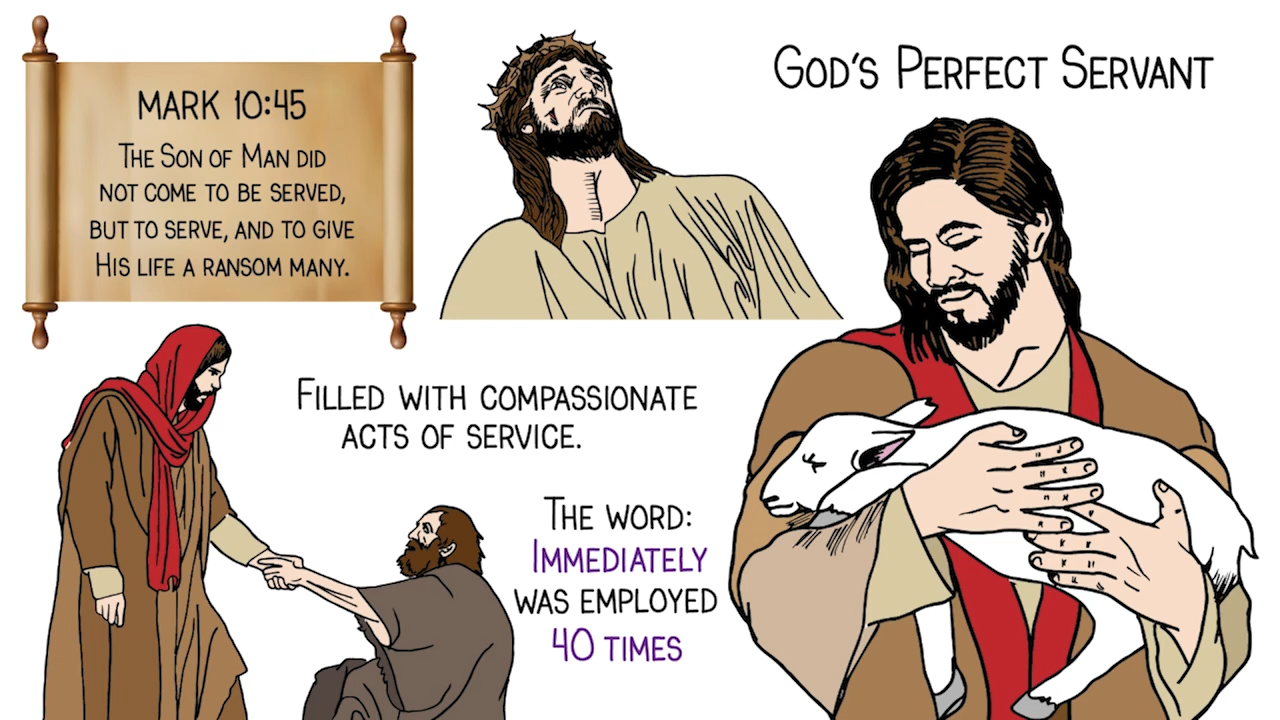 MARK 10:45
THE SON OF MAN DID
NOT COME TO BE SERVED,
BUT TO SERVE, AND TO GIVE
HIS LIFE A RANSOM MANY.
GOD'S PERFECT SERVANT
FILLED WITH COMPASSIONATE
ACTS OF SERVICE.
THE WORD:
IMMEDIATELY
WAS EMPLOYED
40 TIMES